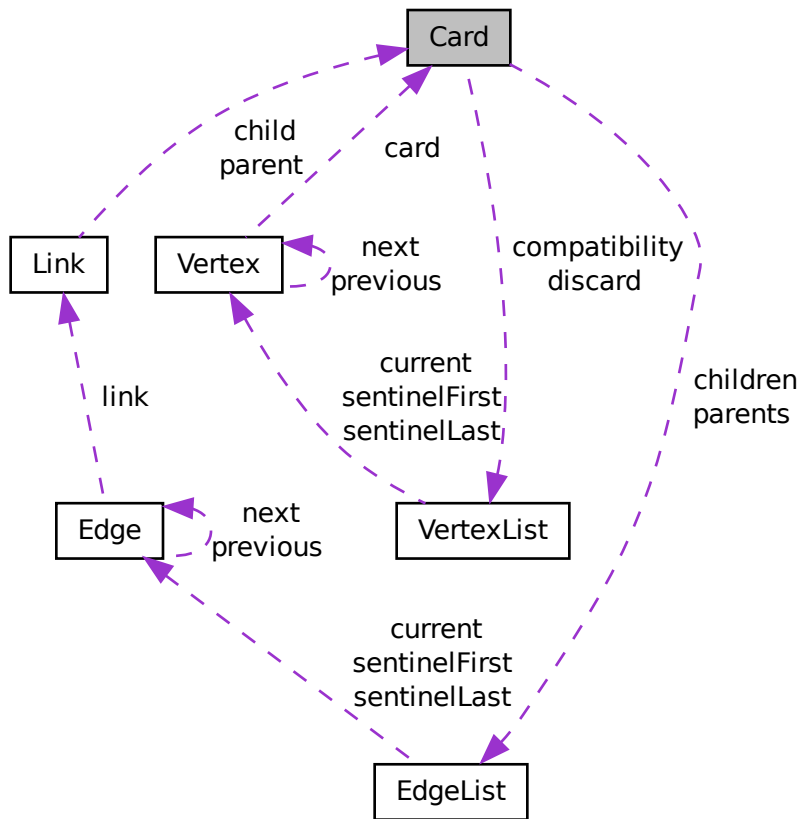 Card
child
parent
card
Link
Vertex
next
previous
compatibility
discard
current
sentinelFirst
sentinelLast
link
children
parents
Edge
next
previous
VertexList
current
sentinelFirst
sentinelLast
EdgeList